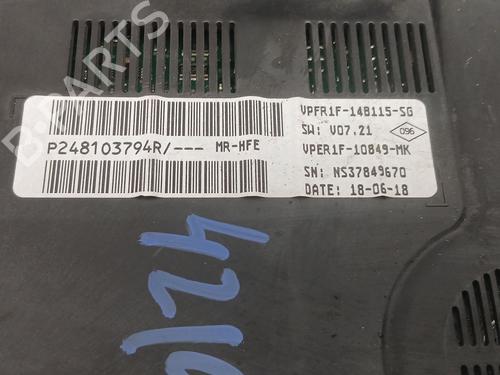 B-PARTS
VPFR1F-14B115-SG
SW: V07.21
096
P248103794R/--- MR-HFE
VPER1F-10849-MK
SN: NS37849670
DATE: 18-06-18